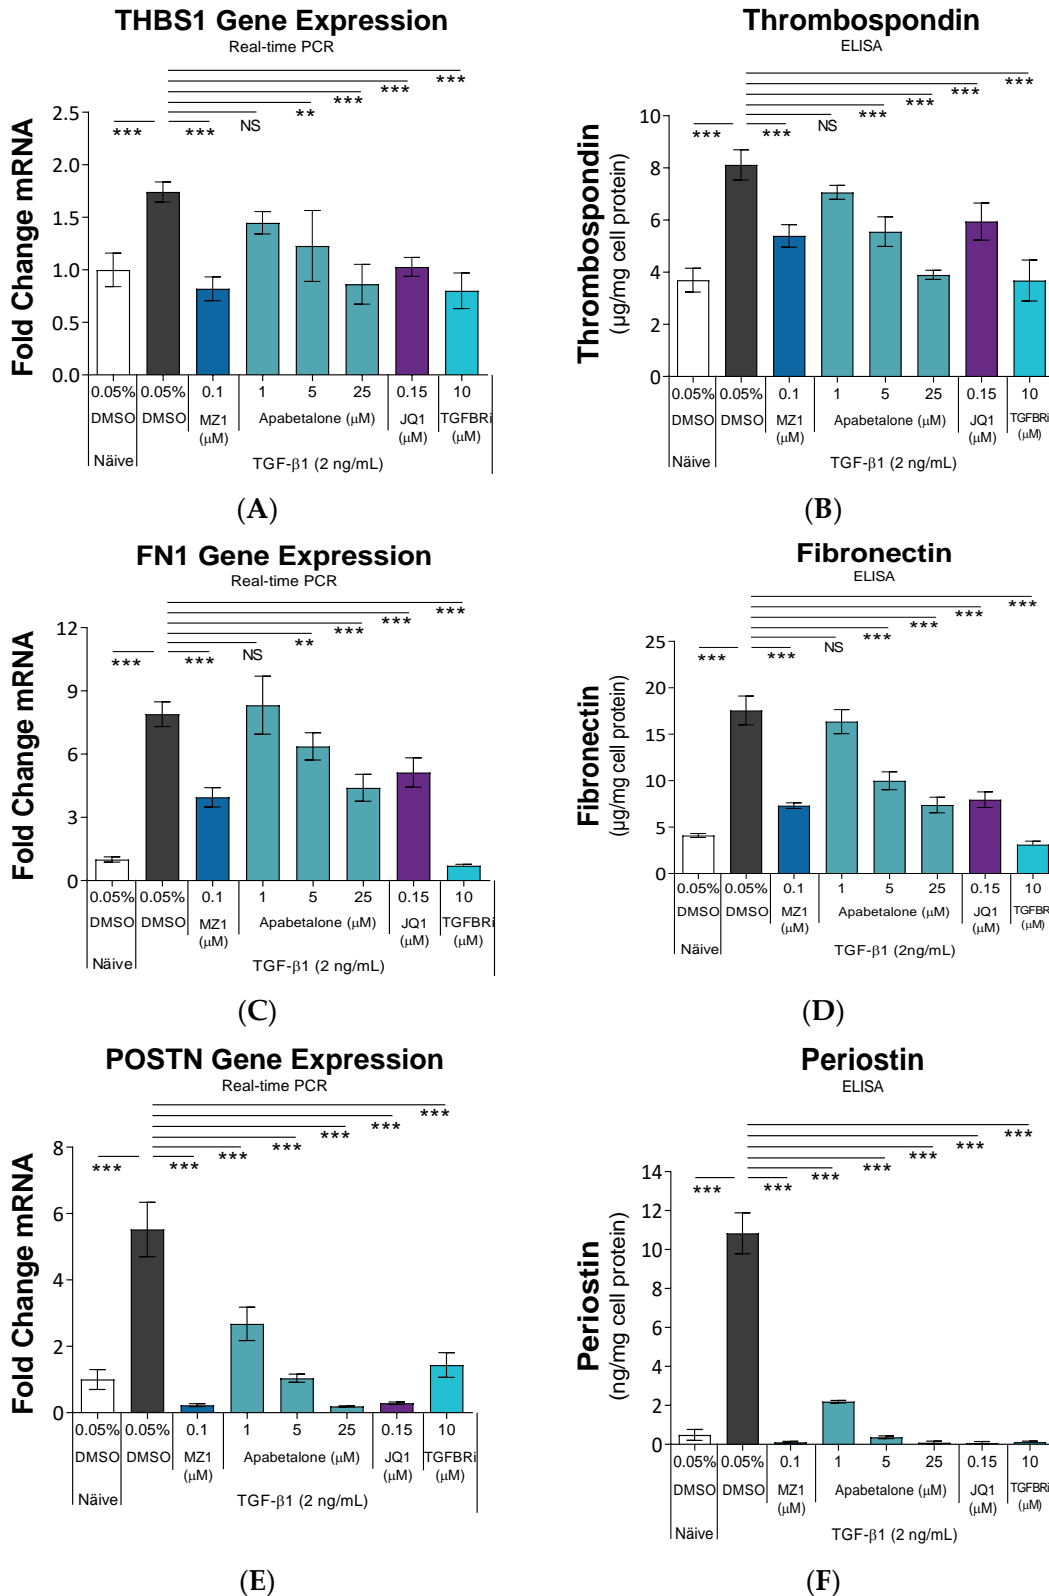 THBS1 Gene Expression
Real-time PCR
***
***
***
**
NS
***
***
Fold Change mRNA
2.5
2.0
1.5
1.0
0.5
0.0
0.05% 0.05% 0.1 1 5 25 0.15 10
DMSO DMSO MZ1 Apabetalone (μM) JQ1 TGFBRi
(μM) (μM) (μM)
Näive TGF-β1 (2 ng/mL)
(A)
Thrombospondin
ELISA
***
***
***
***
NS
***
***
Thrombospondin
(μg/mg cell protein)
10
8
6
4
2
0
0.05% 0.05% 0.1 1 5 25 0.15 10
DMSO DMSO MZ1 Apabetalone (μM) JQ1 TGFBRi
(μM) (μM) (μM)
Näive TGF-β1 (2 ng/mL)
(B)
FN1 Gene Expression
Real-time PCR
***
***
***
**
NS
***
***
Fold Change mRNA
12
9
6
3
0
0.05% 0.05% 0.1 1 5 25 0.15 10
DMSO DMSO MZ1 Apabetalone (μM) JQ1 TGFBRi
(μM) (μM) (μM)
Näive TGF-β1 (2 ng/mL)
(C)
Fibronectin
ELISA
***
***
***
***
NS
***
***
Fibronectin
(μg/mg cell protein)
25
20
15
10
5
0
0.05% 0.05% 0.1 1 5 25 0.15 10
DMSO DMSO MZ1 Apabetalone (μM) JQ1 TGFBRi
(μM) (μM) (μM)
Näive TGF-β1 (2ng/mL)
(D)
POSTN Gene Expression
Real-time PCR
***
***
***
***
***
***
***
Fold Change mRNA
8
6
4
2
0
0.05% 0.05% 0.1 1 5 25 0.15 10
DMSO DMSO MZ1 Apabetalone (μM) JQ1 TGFBRi
(μM) (μM) (μM)
Näive TGF-β1 (2 ng/mL)
(E)
Periostin
ELISA
***
***
***
***
***
***
***
Periostin
(ng/mg cell protein)
14
12
10
8
6
4
2
0
0.05% 0.05% 0.1 1 5 25 0.15 10
DMSO DMSO MZ1 Apabetalone (μM) JQ1 TGFBRi
(μM) (μM) (μM)
Näive TGF-β1 (2 ng/mL)
(F)